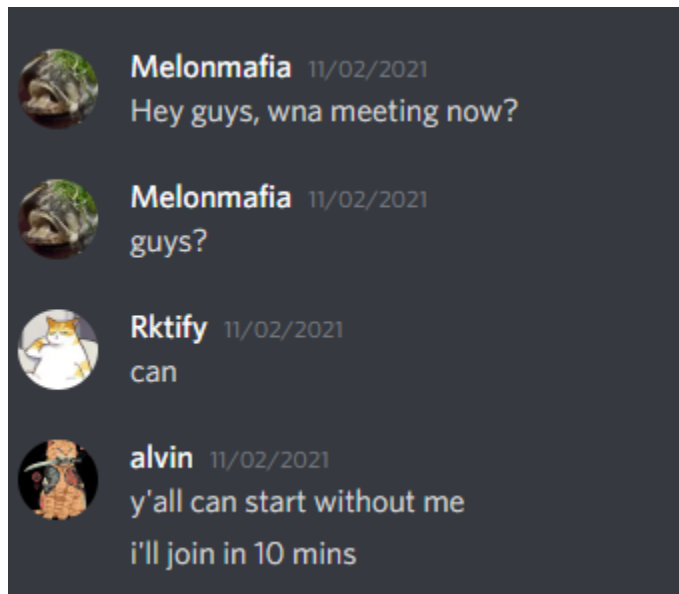 Melonmafia 11/02/2021
Hey guys, wna meeting now?
Melonmafia 11/02/2021
guys?
Rktify 11/02/2021
can
alvin 11/02/2021
y'all can start without me
i'll join in 10 mins